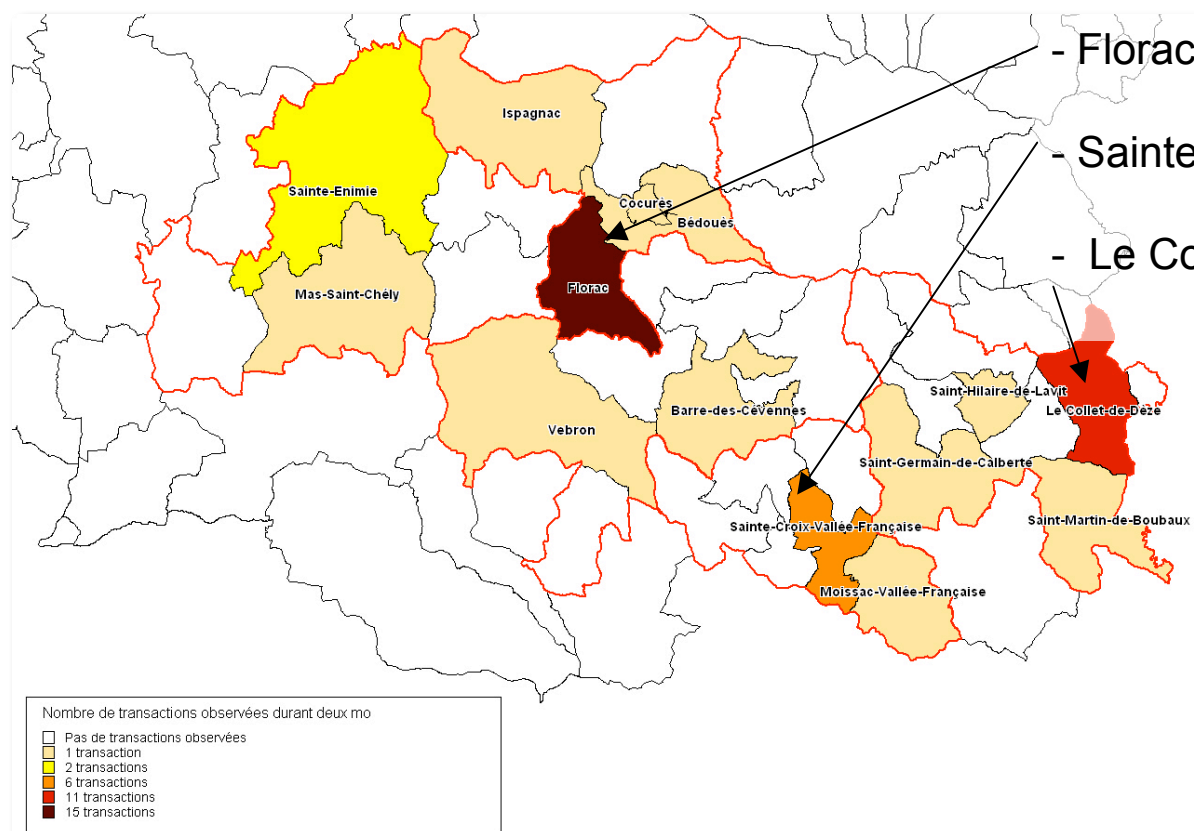 - Florac
Ispagnac
- Sainte
Sainte-Enimie
Cocurès
Bédouès
- Le Co
Florac
Mas-Saint-Chély
Saint-Hilaire-de-Lavit
Barre-des-Cévennes
Le Collet-de-Dèze
Vebron
Saint-Germain-de-Calberte
Sainte-Croix-Vallée-Française
Saint-Martin-de-Boubaux
Moissac-Vallée-Française
Nombre de transactions observées durant deux mo
Pas de transactions observées
1 transaction
2 transactions
6 transactions
11 transactions
15 transactions